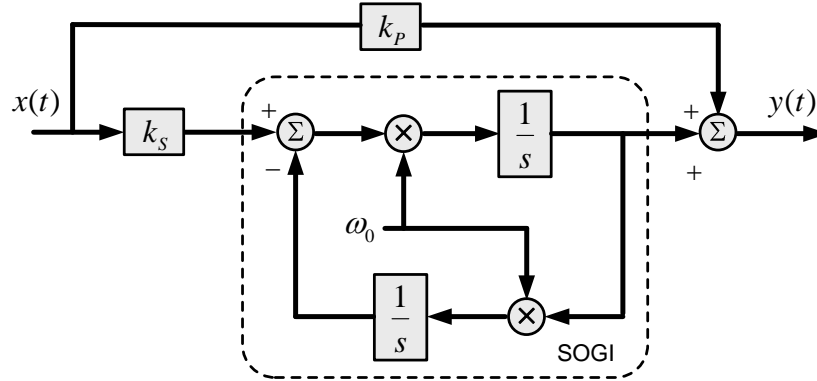 k_P
x(t)
y(t)
k_S
+
Σ
×
1
s
+
Σ
−
+
ω_0
1
s
×
SOGI